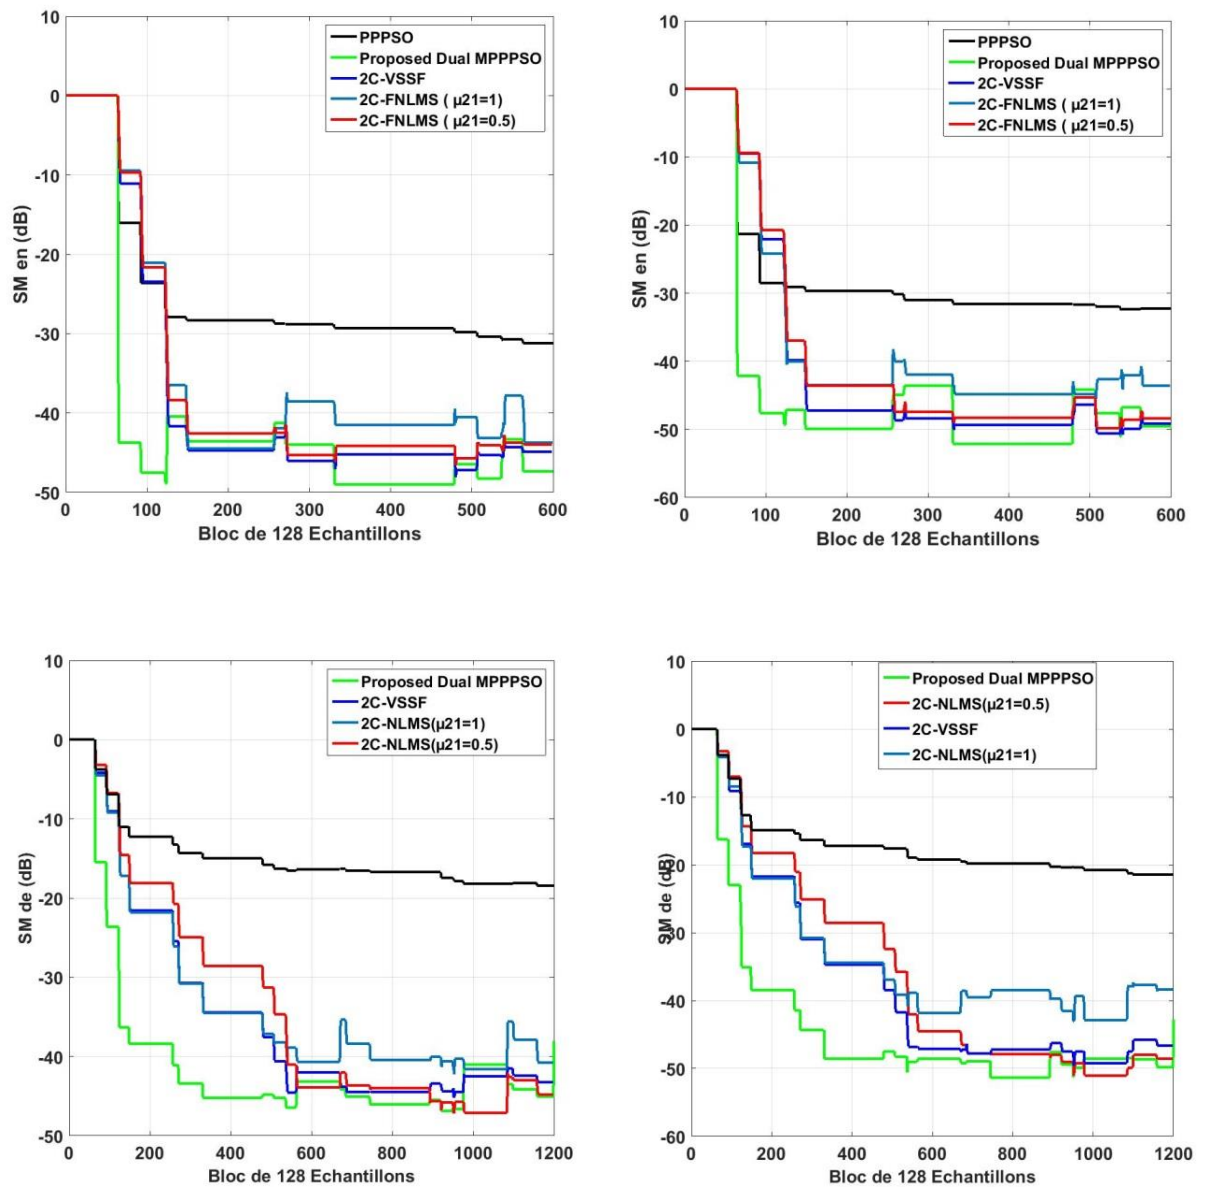 10
0
-10
-20
-30
-40
-50
SM en (dB)
0 100 200 300 400 500 600
Bloc de 128 Echantillons
PPPSO
Proposed Dual MPPPSO
2C-VSSF
2C-FNLMS ( μ21=1)
2C-FNLMS ( μ21=0.5)
10
0
-10
-20
-30
-40
-50
-60
SM en (dB)
0 100 200 300 400 500 600
Bloc de 128 Echantillons
PPPSO
Proposed Dual MPPPSO
2C-VSSF
2C-FNLMS ( μ21=1)
2C-FNLMS ( μ21=0.5)
10
0
-10
-20
-30
-40
-50
SM de (dB)
0 200 400 600 800 1000 1200
Bloc de 128 Echantillons
Proposed Dual MPPPSO
2C-VSSF
2C-NLMS(μ21=1)
2C-NLMS(μ21=0.5)
10
0
-10
-20
-30
-40
-50
-60
SM de (dB)
0 200 400 600 800 1000 1200
Bloc de 128 Echantillons
Proposed Dual MPPPSO
2C-NLMS(μ21=0.5)
2C-VSSF
2C-NLMS(μ21=1)